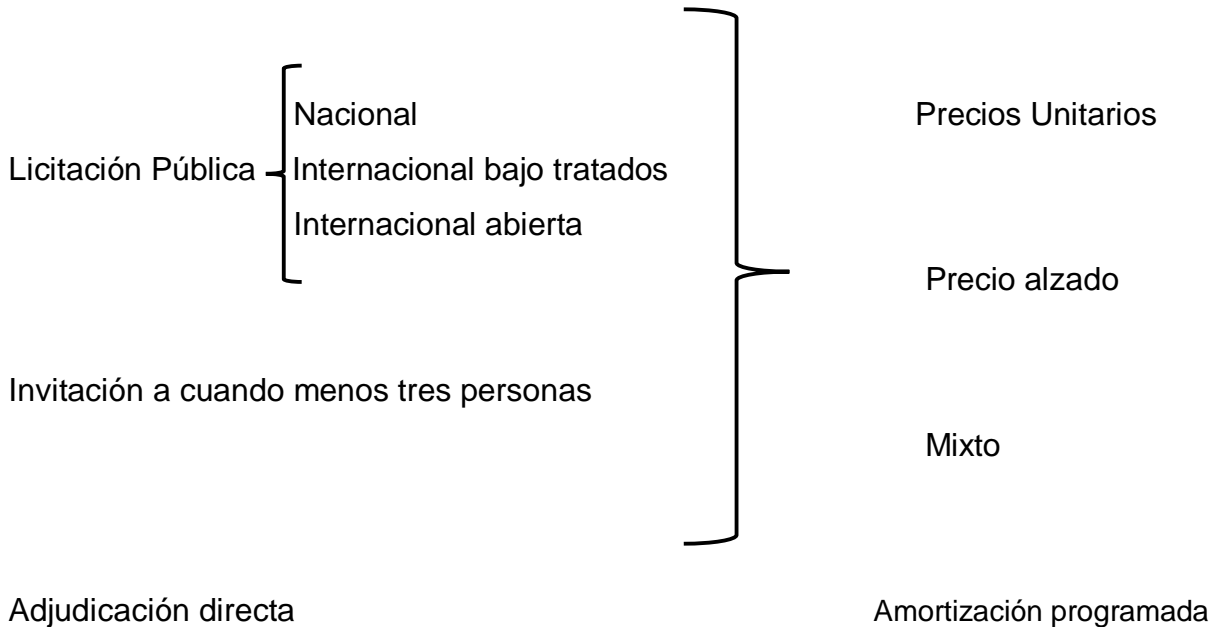 Nacional
Precios Unitarios
Licitación Pública
Internacional bajo tratados
Internacional abierta
Precio alzado
Invitación a cuando menos tres personas
Mixto
Adjudicación directa
Amortización programada